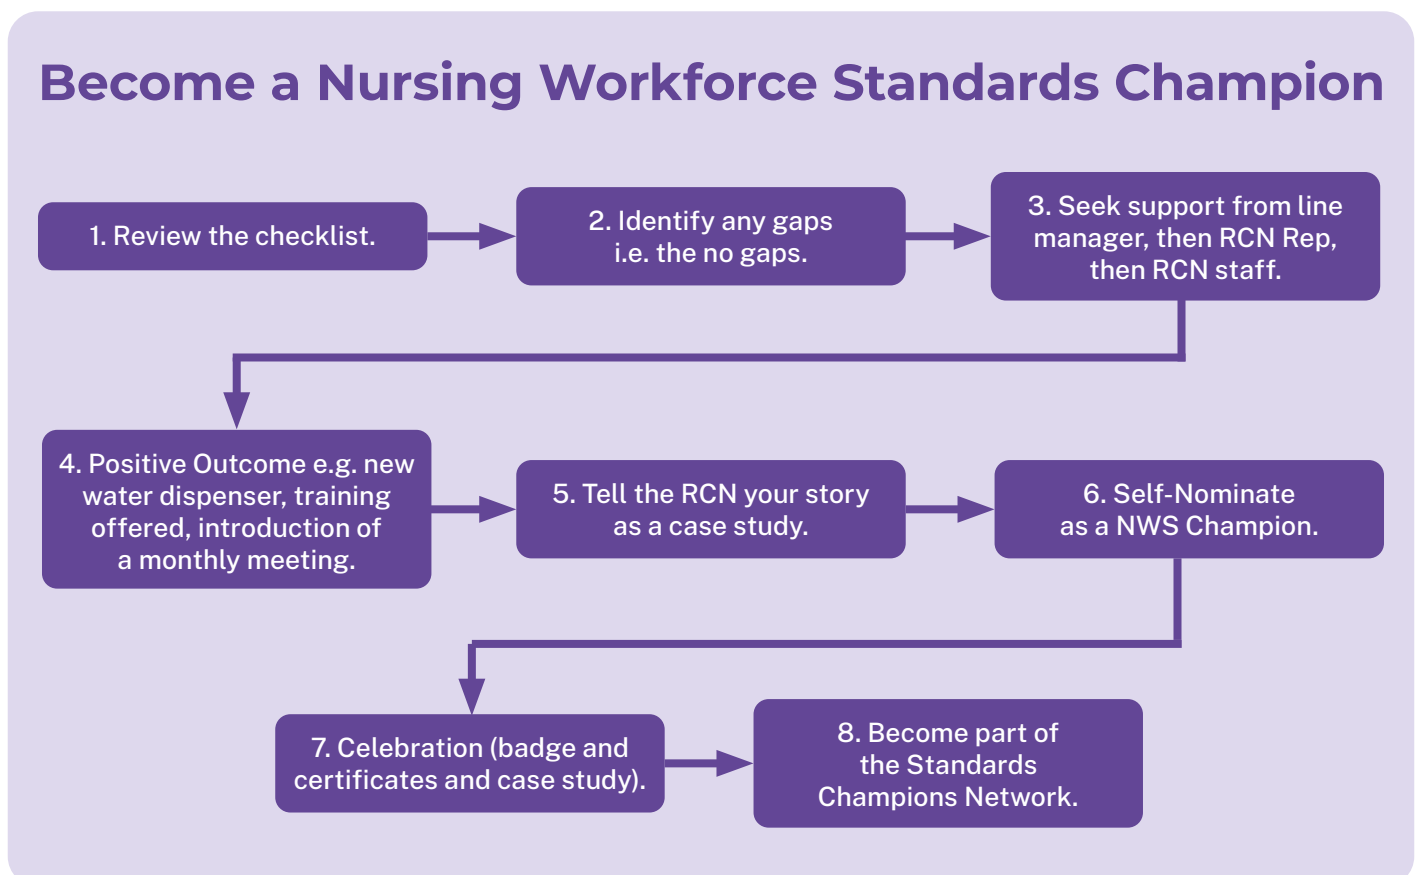 Become a Nursing Workforce Standards Champion
1. Review the checklist.
2. Identify any gaps
i.e. the no gaps.
3. Seek support from line
manager, then RCN Rep,
then RCN staff.
4. Positive Outcome e.g. new
water dispenser, training
offered, introduction of
a monthly meeting.
5. Tell the RCN your story
as a case study.
6. Self-Nominate
as a NWS Champion.
7. Celebration (badge and
certificates and case study).
8. Become part of
the Standards
Champions Network.